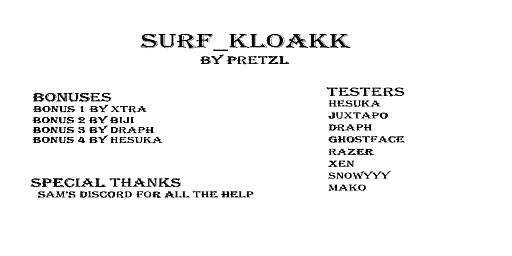 SURF_KLOAKK
BY PRETZL
BONUSES
BONUS 1 BY XTRA
BONUS 2 BY BIJI
BONUS 3 BY DRAPH
BONUS 4 BY HESUKA
SPECIAL THANKS
SAM'S DISCORD FOR ALL THE HELP
TESTERS
HESUKA
JUXTAPO
DRAPH
GHOSTFACE
RAZER
XEN
SNOWYYY
MAKO